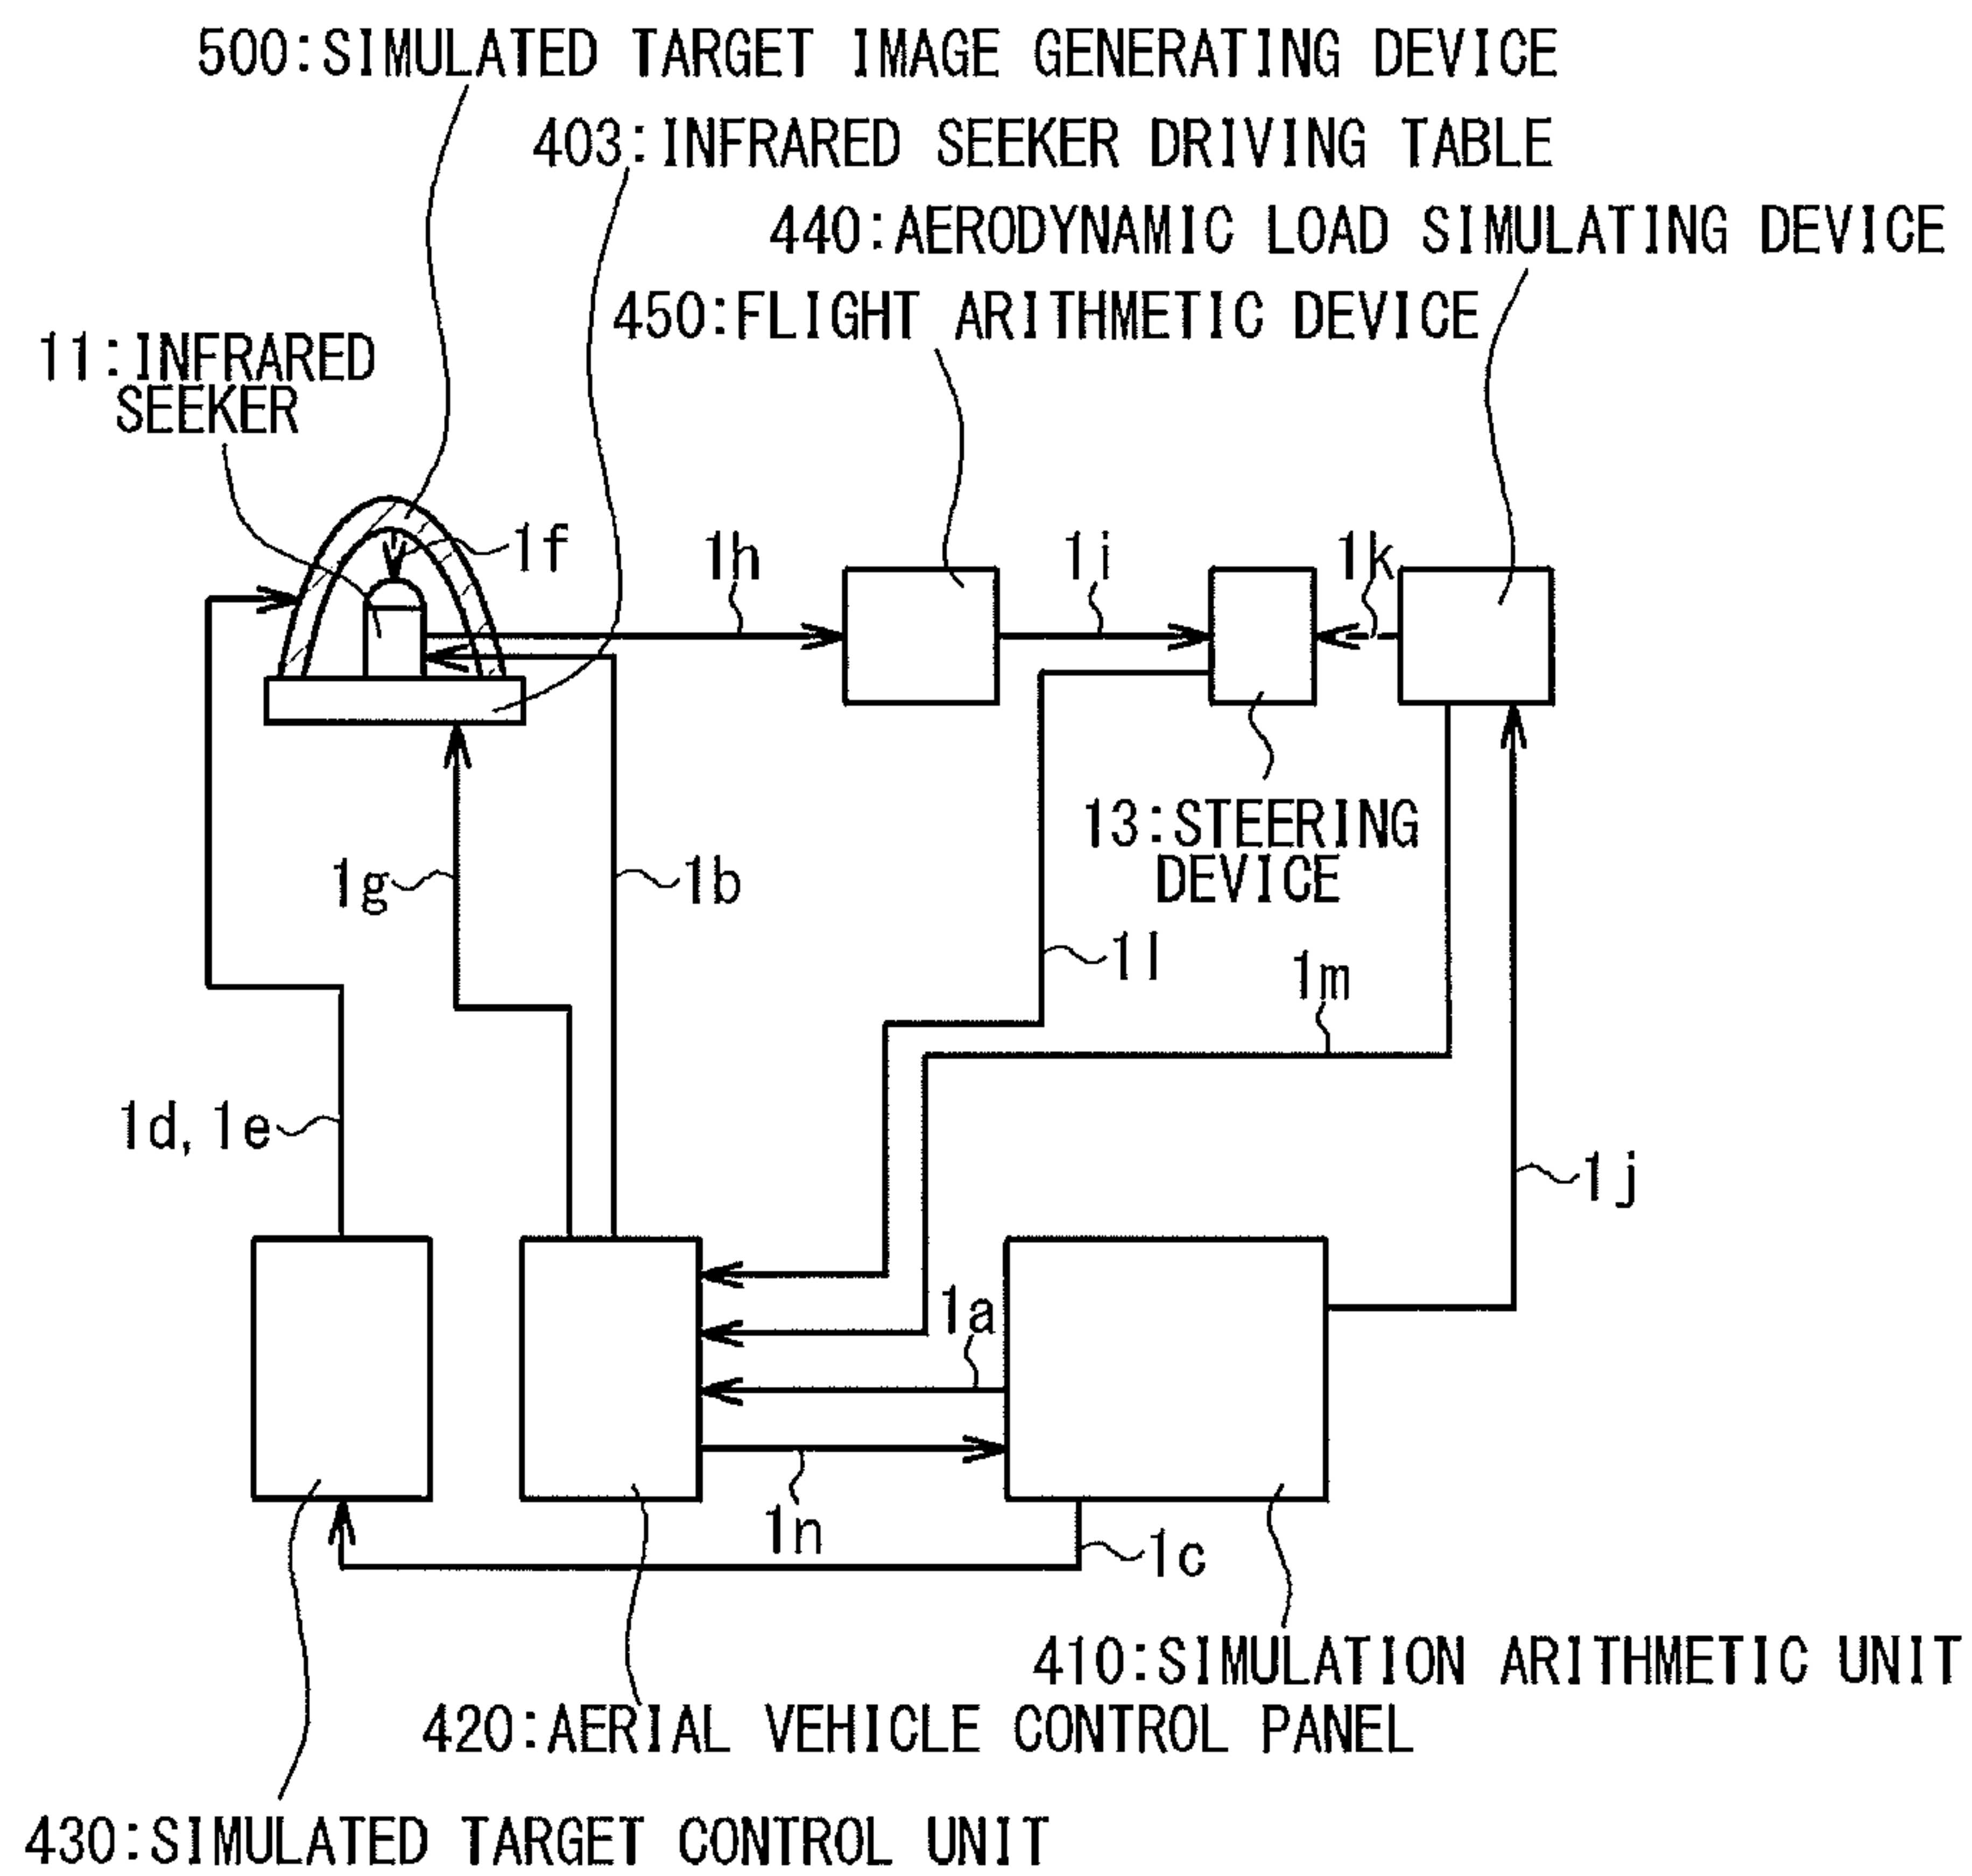 500:SIMULATED TARGET IMAGE GENERATING DEVICE
403:INFRARED SEEKER DRIVING TABLE
440:AERODYNAMIC LOAD SIMULATING DEVICE
450:FLIGHT ARITHMETIC DEVICE
11:INFRARED
SEEKER
1f
1h
1i
1k
13:STEERING
DEVICE
1g
1b
1l
1m
1d,1e
1j
1a
1n
1c
410:SIMULATION ARITHMETIC UNIT
420:AERIAL VEHICLE CONTROL PANEL
430:SIMULATED TARGET CONTROL UNIT